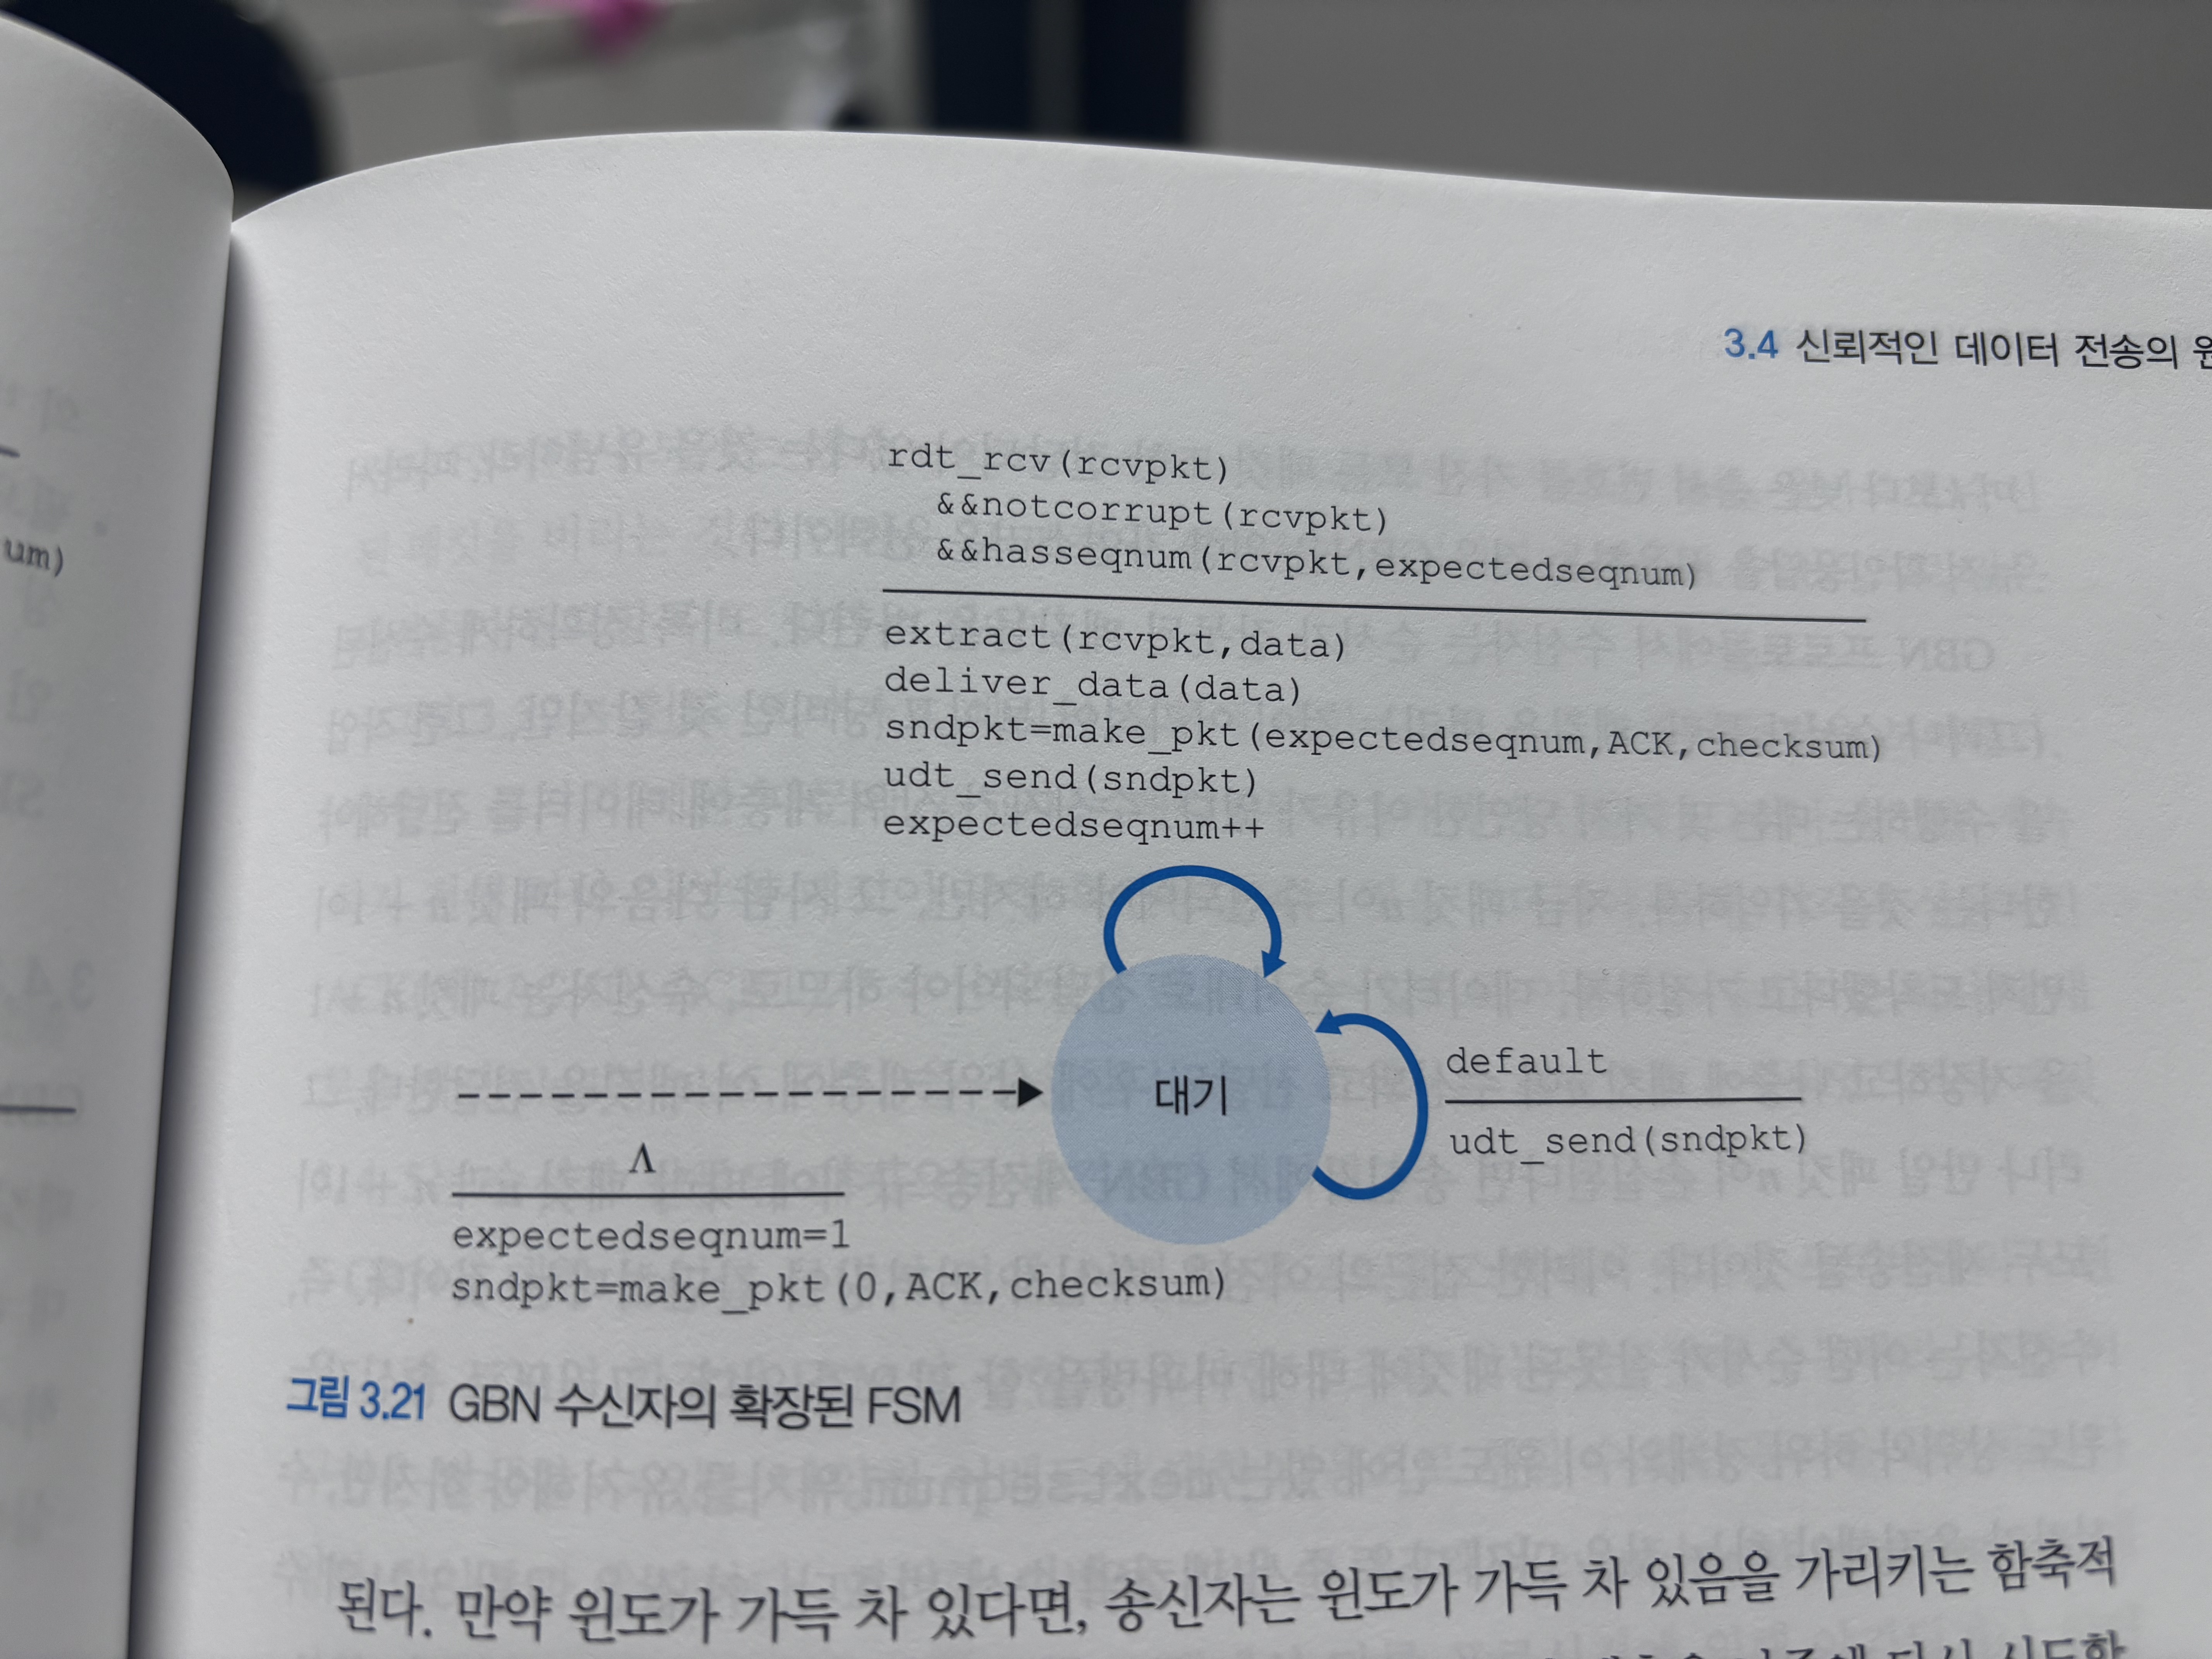 um)
3.4 신뢰적인 데이터 전송의
rdt_rcv(rcvpkt)
&&notcorrupt(rcvpkt)
&&hasseqnum(rcvpkt,expectedseqnum)
extract(rcvpkt,data)
deliver_data(data)
sndpkt=make_pkt(expectedseqnum,ACK,checksum)
udt_send(sndpkt)
expectedseqnum++
대기
default
udt_send(sndpkt)
Λ
expectedseqnum=1
sndpkt=make_pkt(0,ACK,checksum)
그림 3.21 GBN 수신자의 확장된 FSM
된다. 만약 윈도가 가득 차 있다면, 송신자는 윈도가 가득 차 있음을 가리키는 함축적